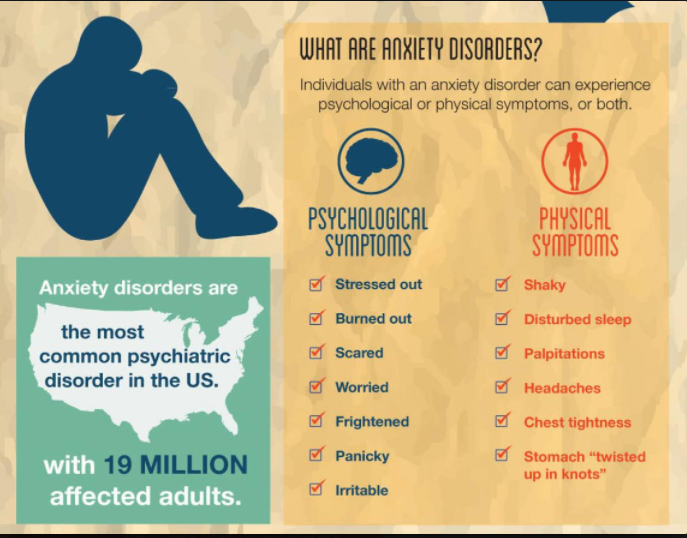 WHAT ARE ANXIETY DISORDERS?
Individuals with an anxiety disorder can experience
psychological or physical symptoms, or both.
PSYCHOLOGICAL
SYMPTOMS
Stressed out
Burned out
Scared
Worried
Frightened
Panicky
Irritable
PHYSICAL
SYMPTOMS
Shaky
Disturbed sleep
Palpitations
Headaches
Chest tightness
Stomach “twisted
up in knots”
Anxiety disorders are
the most
common psychiatric
disorder in the US.
with 19 MILLION
affected adults.